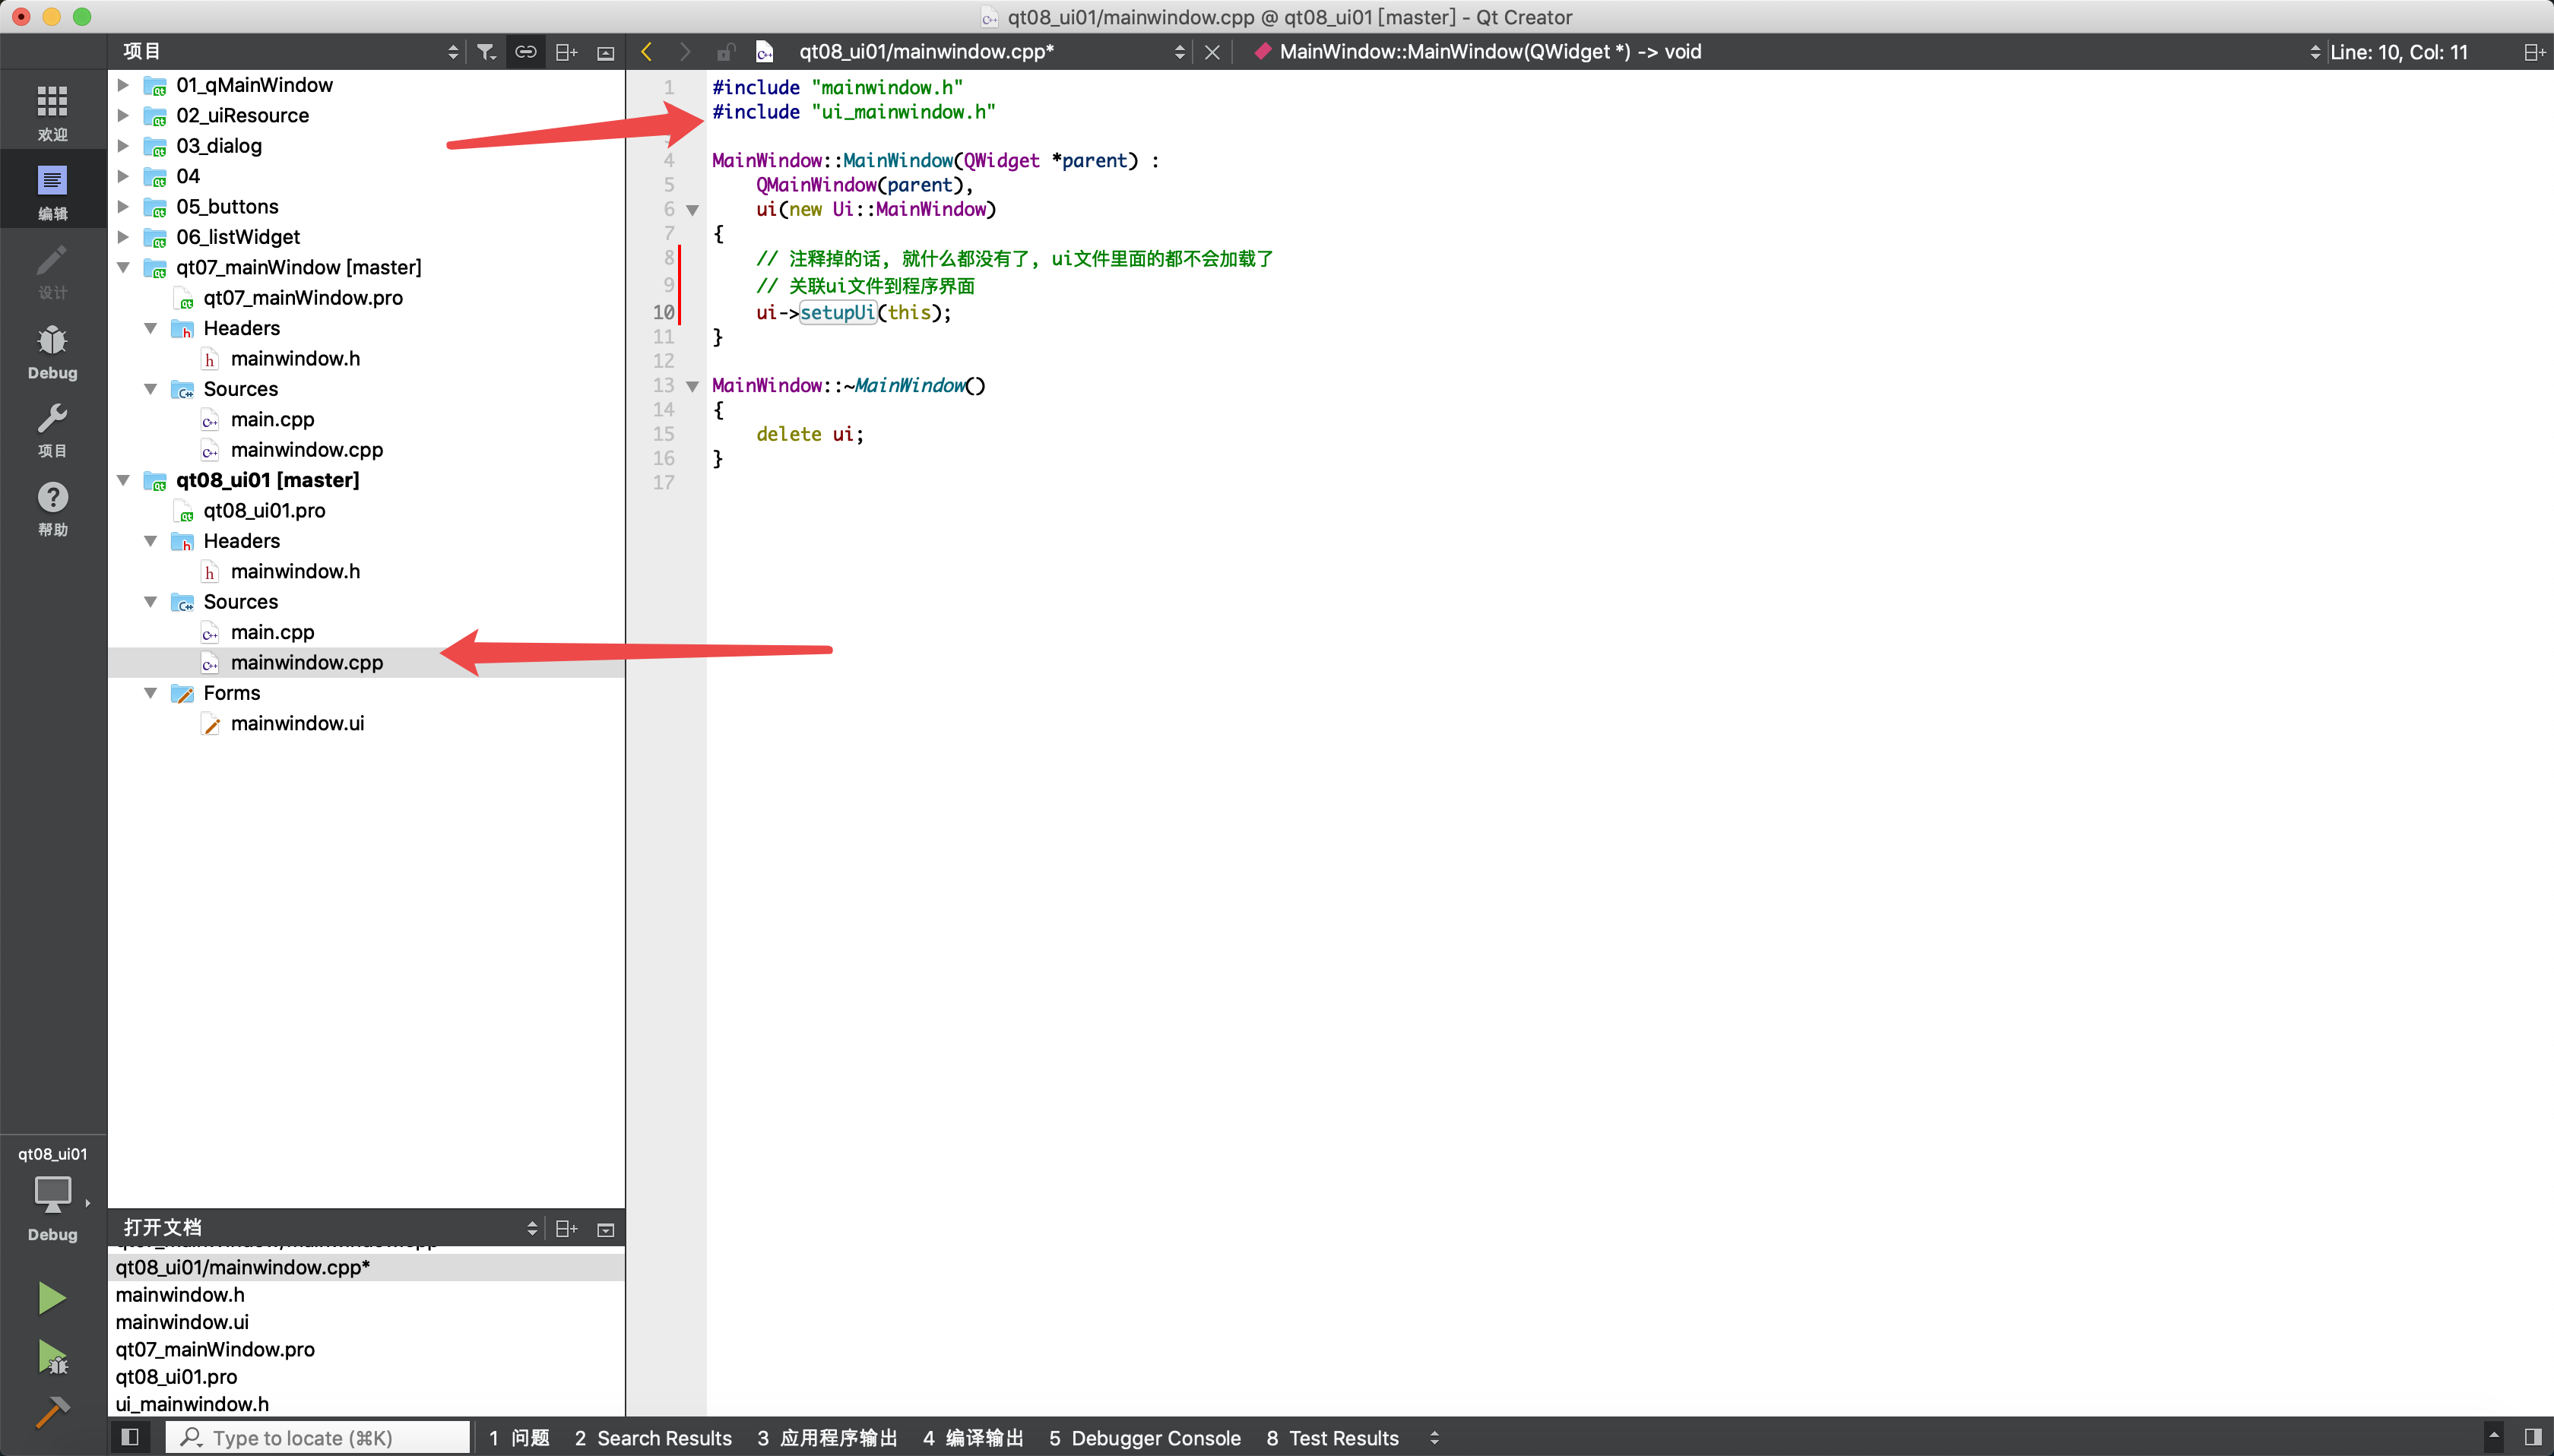 qt08_ui01/mainwindow.cpp @ qt08_ui01 [master] - Qt Creator
项目
qt08_ui01/mainwindow.cpp*
MainWindow::MainWindow(QWidget *) -> void
Line: 10, Col: 11
欢迎
编辑
设计
Debug
项目
帮助
01_qMainWindow
02_uiResource
03_dialog
04
05_buttons
06_listWidget
qt07_mainWindow [master]
qt07_mainWindow.pro
Headers
mainwindow.h
Sources
main.cpp
mainwindow.cpp
qt08_ui01 [master]
qt08_ui01.pro
Headers
mainwindow.h
Sources
main.cpp
mainwindow.cpp
Forms
mainwindow.ui
1 #include "mainwindow.h"
#include "ui_mainwindow.h"
4 MainWindow::MainWindow(QWidget *parent) :
5 QMainWindow(parent),
6 ui(new Ui::MainWindow)
7 {
8 // 注释掉的话, 就什么都没有了, ui文件里面的都不会加载了
9 // 关联ui文件到程序界面
10 ui->setupUi(this);
11 }
12
13 MainWindow::~MainWindow()
14 {
15 delete ui;
16 }
17
qt08_ui01
Debug
打开文档
qt08_ui01/mainwindow.cpp*
mainwindow.h
mainwindow.ui
qt07_mainWindow.pro
qt08_ui01.pro
ui_mainwindow.h
Type to locate (⌘K)
1 问题
2 Search Results
3 应用程序输出
4 编译输出
5 Debugger Console
8 Test Results